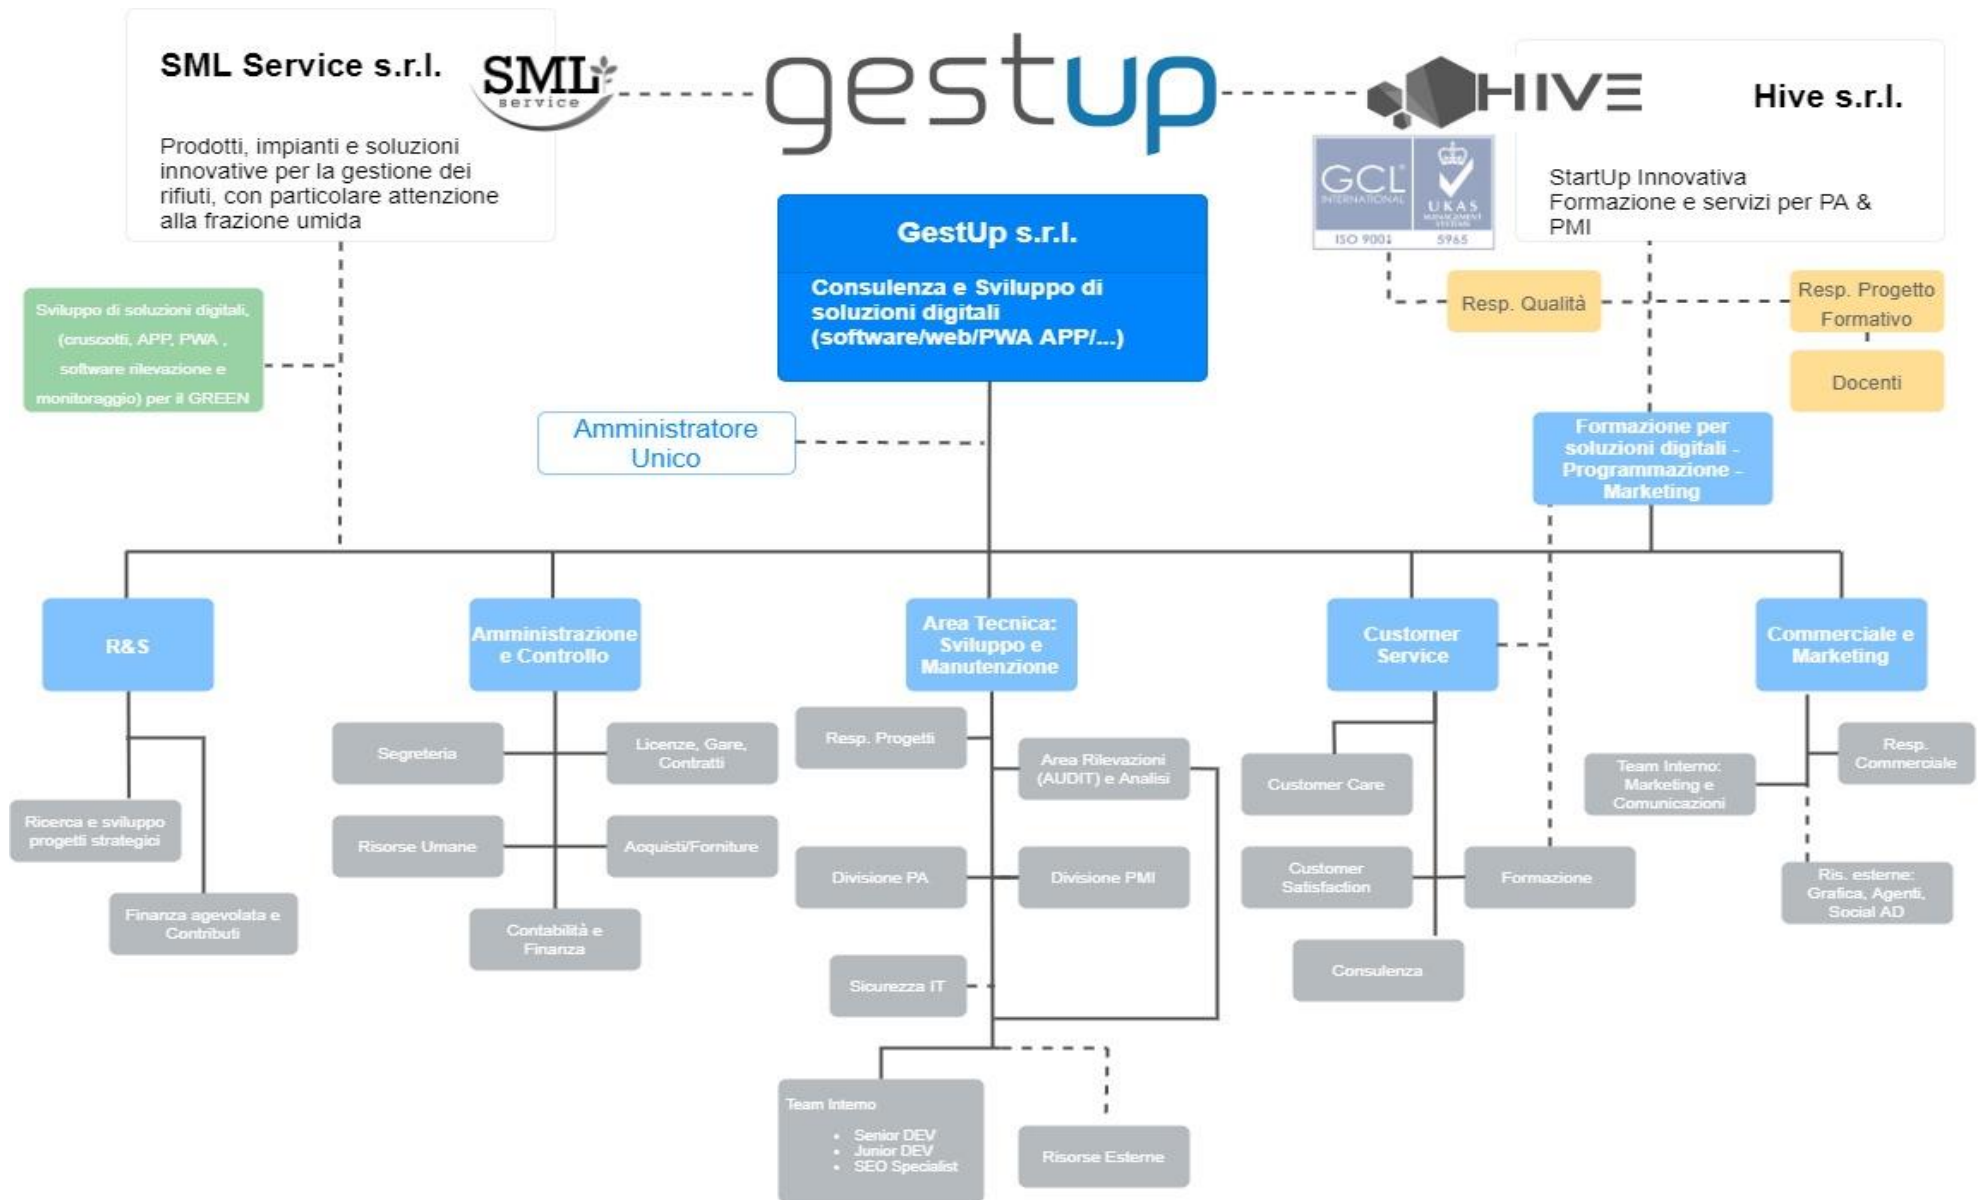 SML Service s.r.l.
SML
service
gestup
HIVE
Hive s.r.l.
Prodotti, impianti e soluzioni
innovative per la gestione dei
rifiuti, con particolare attenzione
alla frazione umida
GCL
INTERNATIONAL
UKAS
MANAGEMENT
SYSTEMS
ISO 9001
5965
StartUp Innovativa
Formazione e servizi per PA &
PMI
GestUp s.r.l.
Consulenza e Sviluppo di
soluzioni digitali
(software/web/PWA APP/...)
Sviluppo di soluzioni digitali,
(cruscotti, APP, PWA ,
software rilevazione e
monitoraggio) per il GREEN
Resp. Qualità
Resp. Progetto
Formativo
Docenti
Amministratore
Unico
Formazione per
soluzioni digitali -
Programmazione -
Marketing
R&S
Amministrazione
e Controllo
Area Tecnica:
Sviluppo e
Manutenzione
Customer
Service
Commerciale e
Marketing
Ricerca e sviluppo
progetti strategici
Finanza agevolata e
Contributi
Segreteria
Licenze, Gare,
Contratti
Risorse Umane
Acquisti/Forniture
Contabilità e
Finanza
Resp. Progetti
Area Rilevazioni
(AUDIT) e Analisi
Divisione PA
Divisione PMI
Sicurezza IT
Team Interno
• Senior DEV
• Junior DEV
• SEO Specialist
Risorse Esterne
Customer Care
Customer
Satisfaction
Formazione
Consulenza
Team Interno:
Marketing e
Comunicazioni
Resp.
Commerciale
Ris. esterne:
Grafica, Agenti,
Social AD